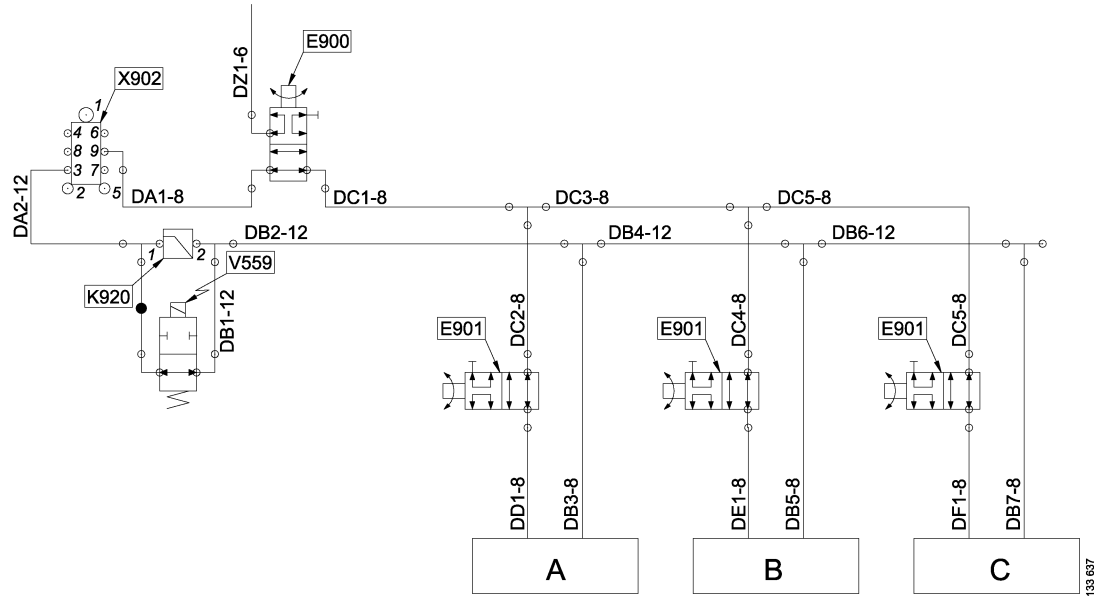 E900
DZ1-6
X902
1
4 6
8 9
3 7
2 5
DA2-12
DA1-8
DC1-8
DC3-8
DC5-8
1 2
DB2-12
DB4-12
DB6-12
V559
K920
DB1-12
E901
DC2-8
E901
DC4-8
E901
DC5-8
DD1-8
DB3-8
DE1-8
DB5-8
DF1-8
DB7-8
A
B
C
133 637